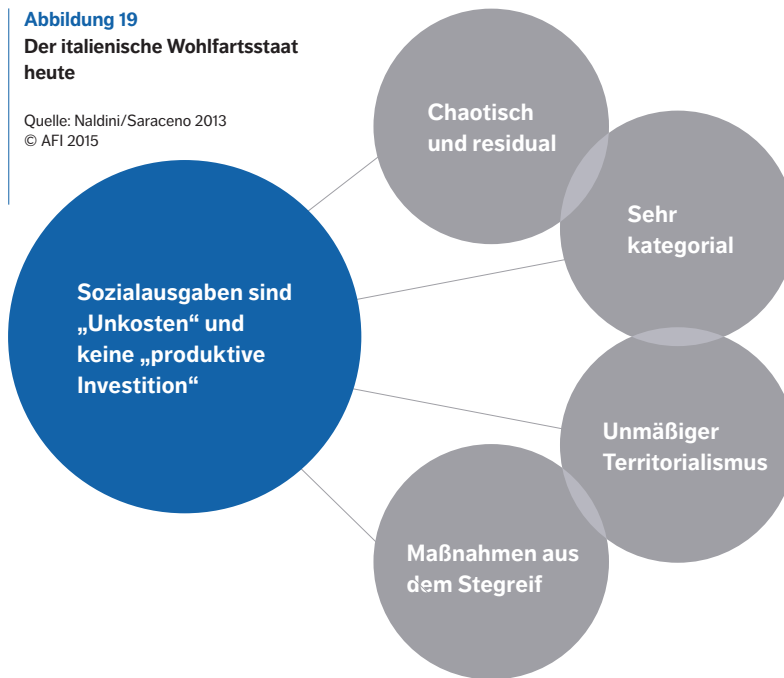 Abbildung 19
Der italienische Wohlfartsstaat
heute
Quelle: Naldini/Saraceno 2013
© AFI 2015
Sozialausgaben sind
„Unkosten“ und
keine „produktive
Investition“
Chaotisch
und residual
Sehr
kategorial
Unmäßiger
Territorialismus
Maßnahmen aus
dem Stegreif